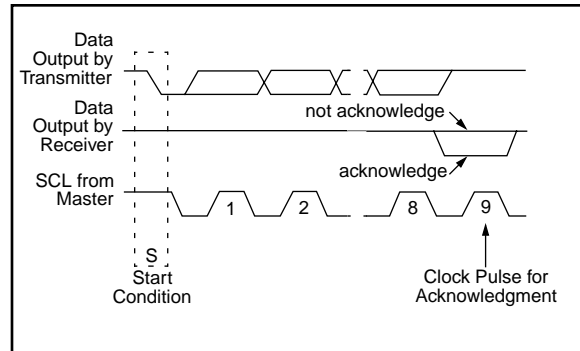 Data
Output by
Transmitter
Data
Output by
Receiver
not acknowledge
acknowledge
SCL from
Master
1
2
8
9
S
Start
Condition
Clock Pulse for
Acknowledgment